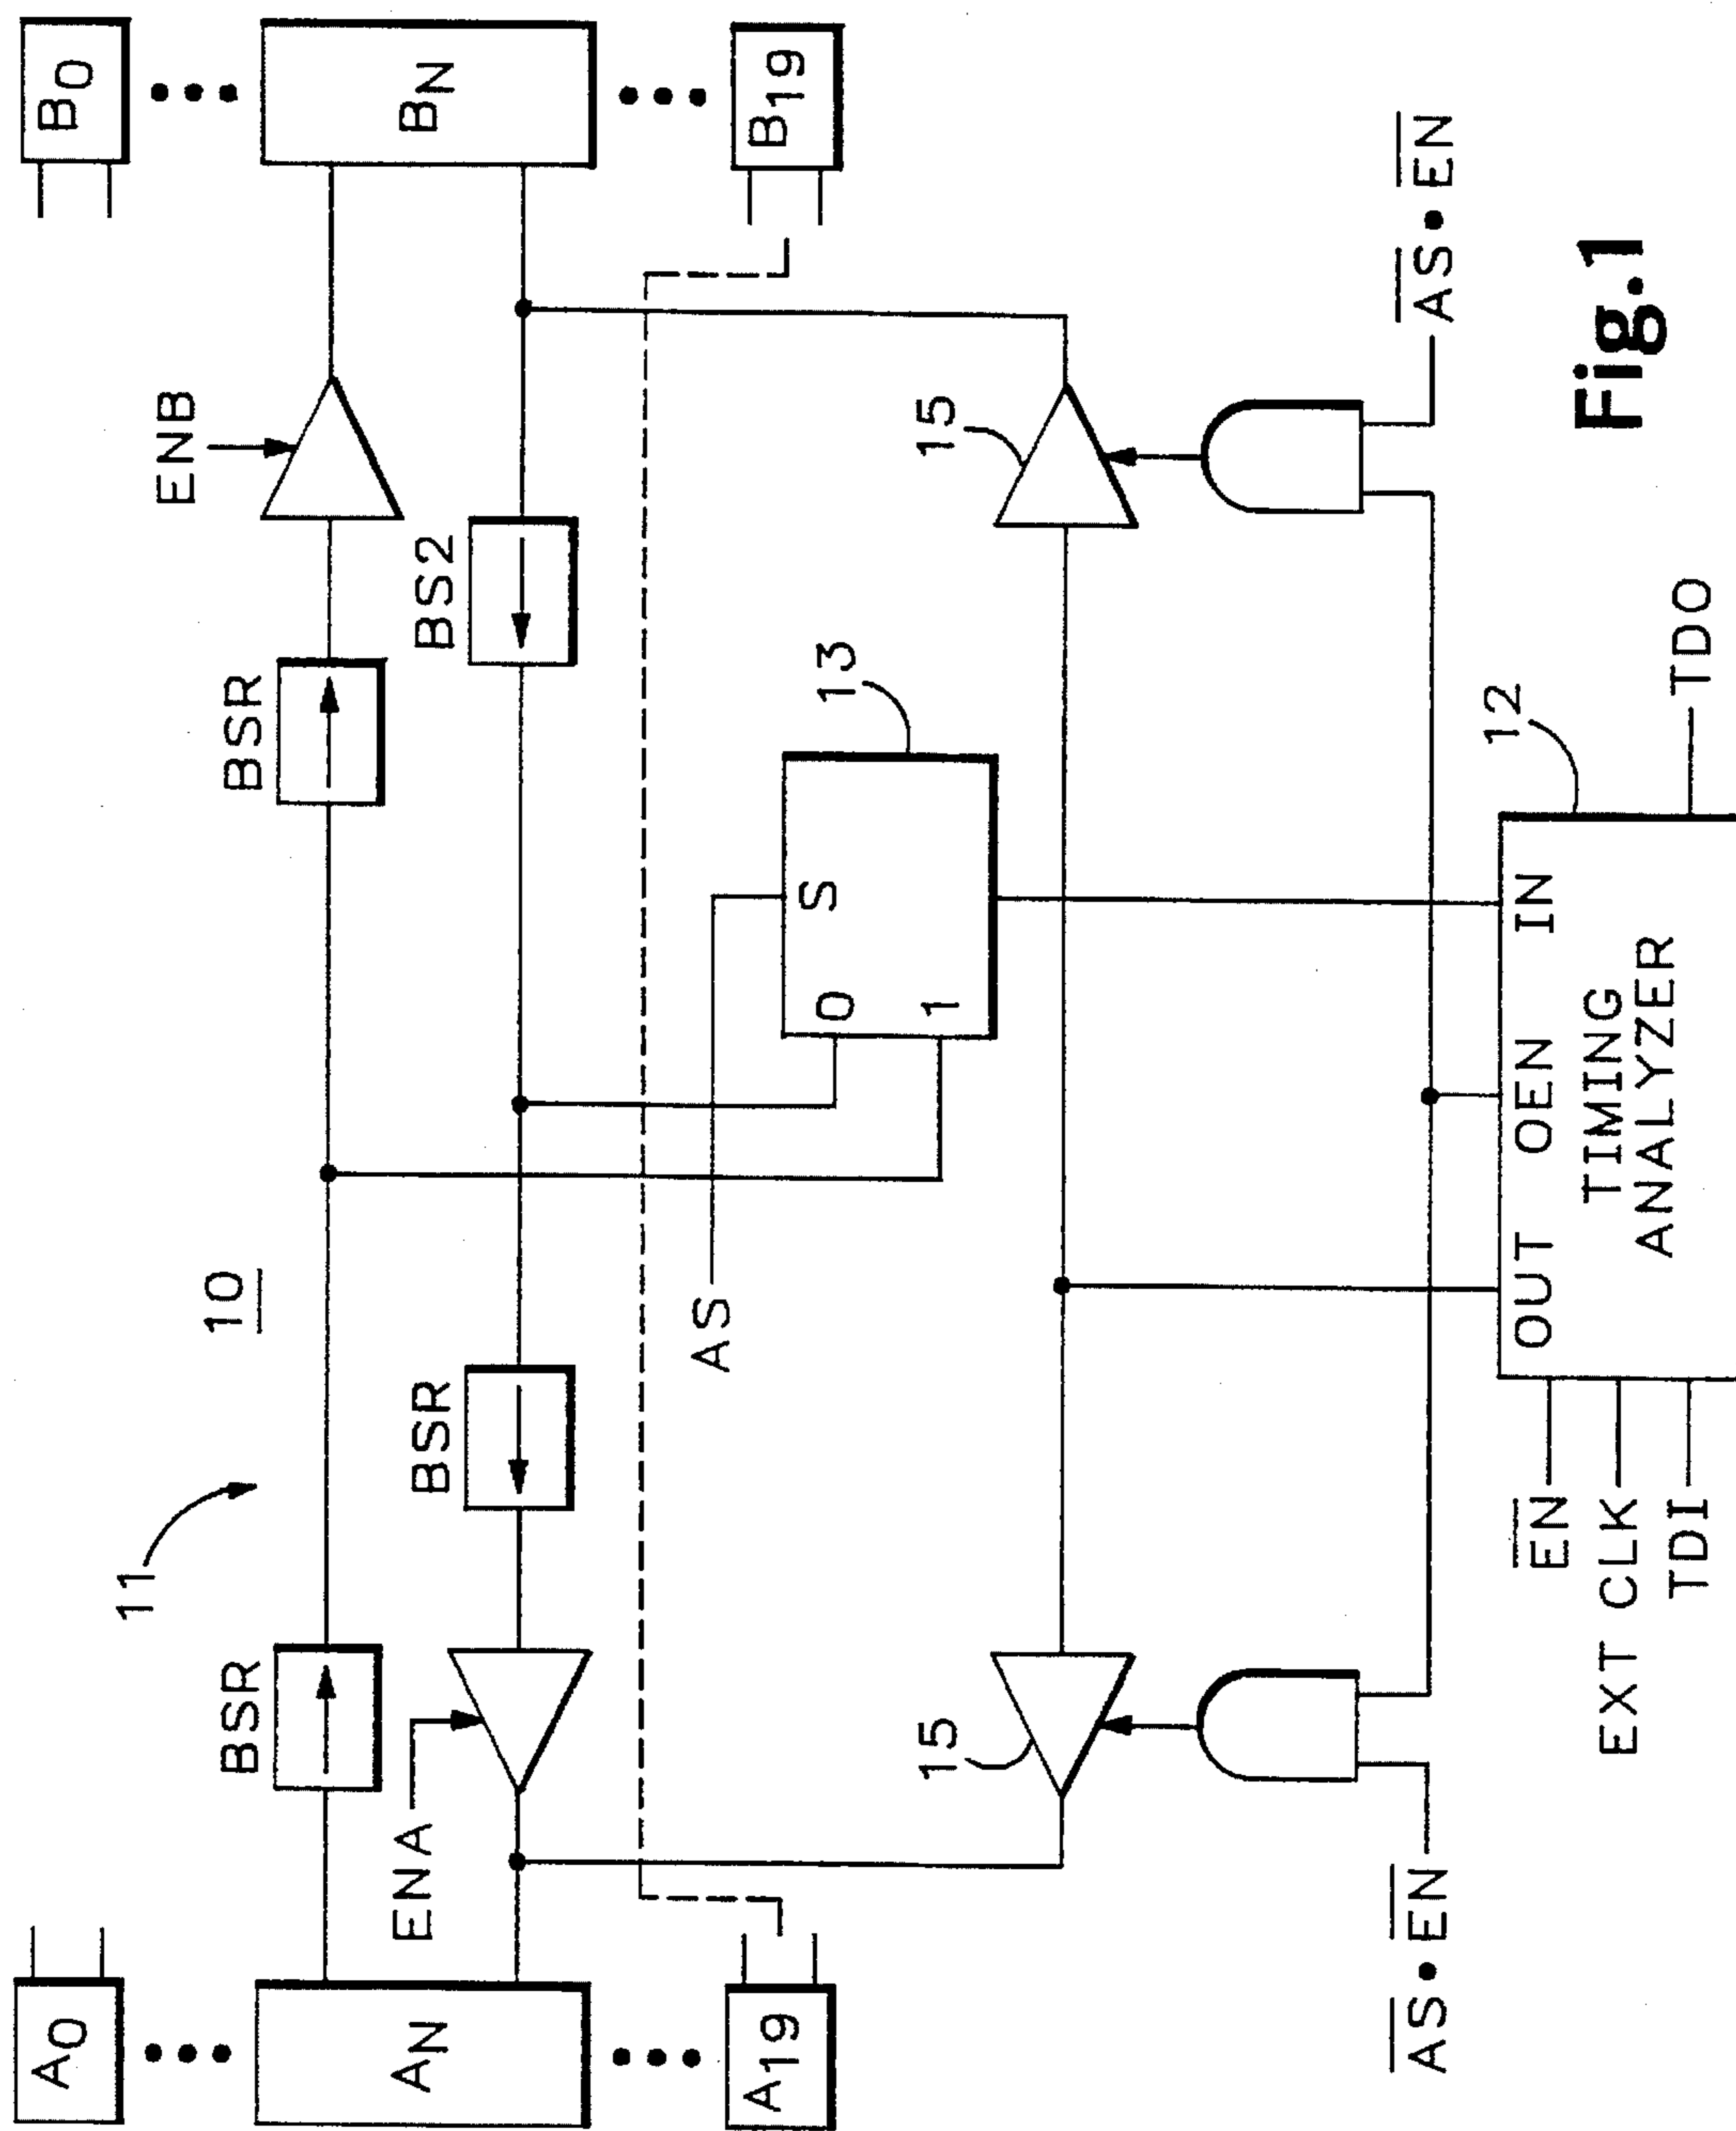 10
11
A0
BSR
BSR
ENB
B0
AN
ENA
BSR
BS2
BN
A19
AS
0
1
S
13
B19
15
15
AS•EN
AS•EN
OUT OEN IN
TIMING
ANALYZER
12
EN
EXT CLK
TDI
TDO
Fig.1